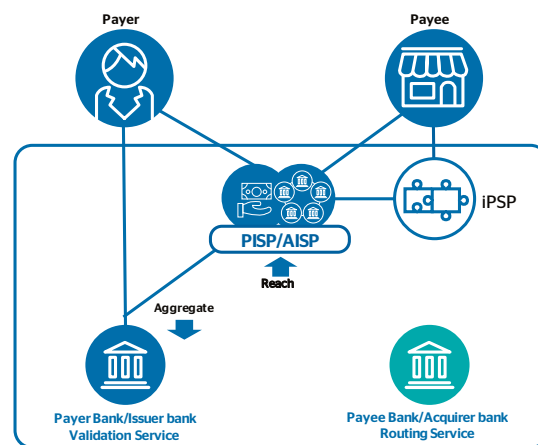 Payer
Payee
iPSP
PISP/AISP
Reach
Aggregate
Payer Bank/Issuer bank
Validation Service
Payee Bank/Acquirer bank
Routing Service